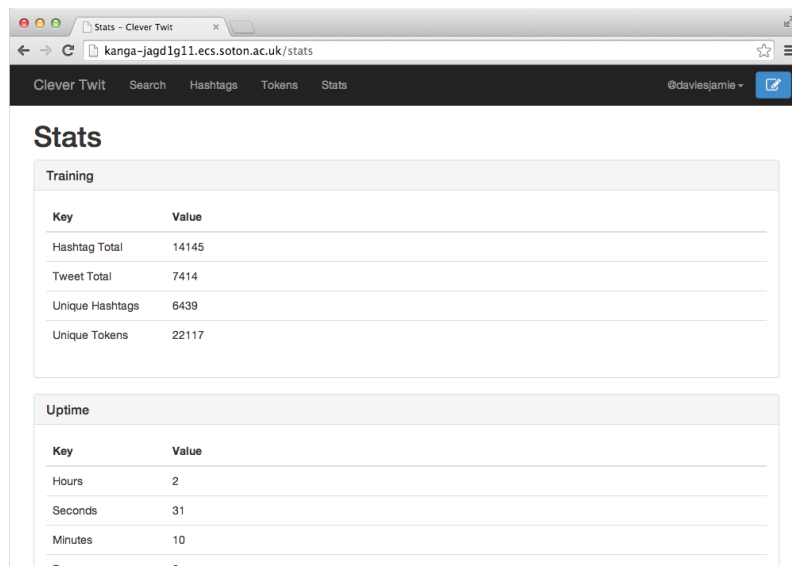 Stats – Clever Twit
kanga-jagd1g11.ecs.soton.ac.uk/stats
Clever Twit Search Hashtags Tokens Stats @daviesjamie
Stats
Training
Key Value
Hashtag Total 14145
Tweet Total 7414
Unique Hashtags 6439
Unique Tokens 22117
Uptime
Key Value
Hours 2
Seconds 31
Minutes 10